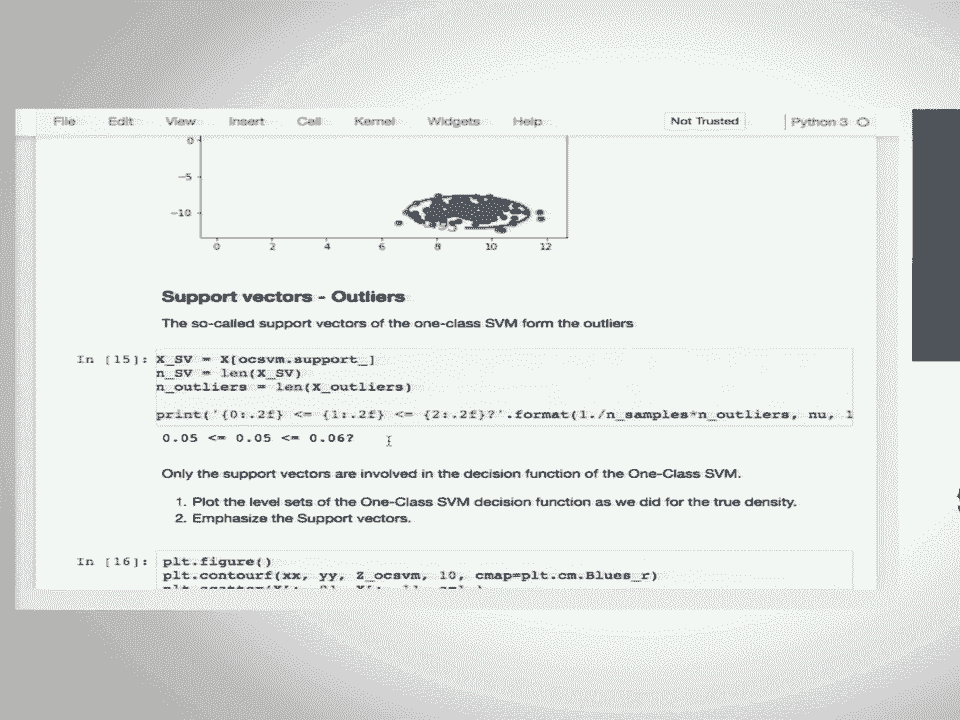 File Edit View Insert Cell Kernel Widgets Help Not Trusted Python 3
0
−5
−10
0 2 4 6 8 10 12
Support vectors - Outliers
The so-called support vectors of the one-class SVM form the outliers
In [15]: X_SV = X[ocsvm.support_]
n_SV = len(X_SV)
n_outliers = len(X_outliers)
print('{0:.2f} <= {1:.2f} <= {2:.2f}?'.format(1./n_samples*n_outliers, nu, 1
0.05 <= 0.05 <= 0.06?
Only the support vectors are involved in the decision function of the One-Class SVM.
1. Plot the level sets of the One-Class SVM decision function as we did for the true density.
2. Emphasize the Support vectors.
In [16]: plt.figure()
plt.contourf(xx, yy, Z_ocsvm, 10, cmap=plt.cm.Blues_r)